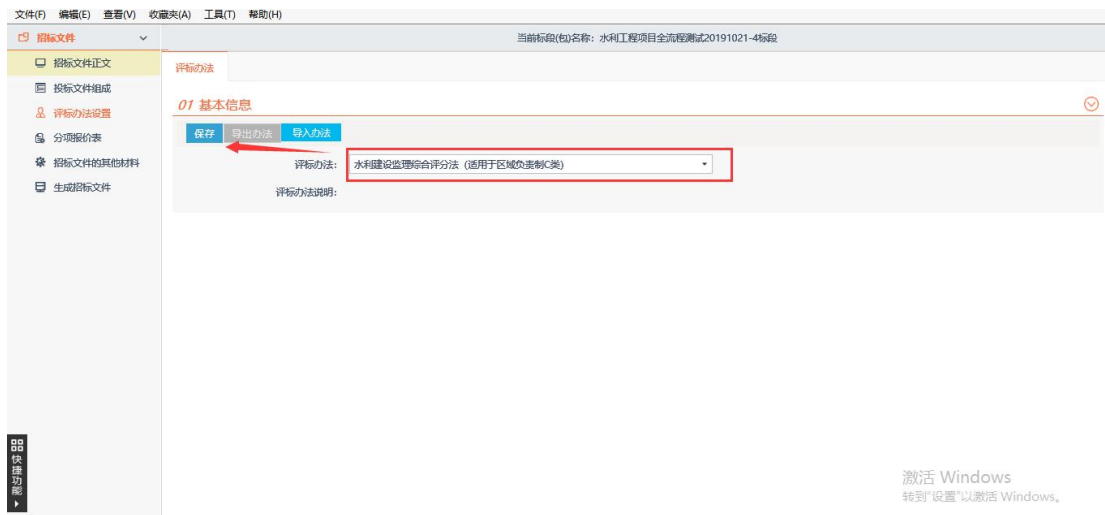 文件(F) 编辑(E) 查看(V) 收藏夹(A) 工具(T) 帮助(H)
招标文件
当前标段(包)名称：水利工程项目全流程测试20191021-4标段
招标文件正文
投标文件组成
评标办法设置
分项报价表
招标文件的其他材料
生成招标文件
评标办法
01 基本信息
保存 导出办法 导入办法
评标办法： 水利建设监理综合评分法 (适用于区域负责制C类)
评标办法说明：
快捷功能
激活 Windows
转到"设置"以激活 Windows。